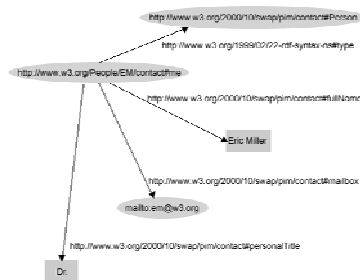 http://www.w3.org/2000/10/swap/pim/contact#Person
http://www.w3.org/1999/02/22-rdf-syntax-ns#type
http://www.w3.org/People/EM/contact#me
http://www.w3.org/2000/10/swap/pim/contact#fullName
Eric Miller
http://www.w3.org/2000/10/swap/pim/contact#mailbox
mailto:em@w3.org
http://www.w3.org/2000/10/swap/pim/contact#personalTitle
Dr.